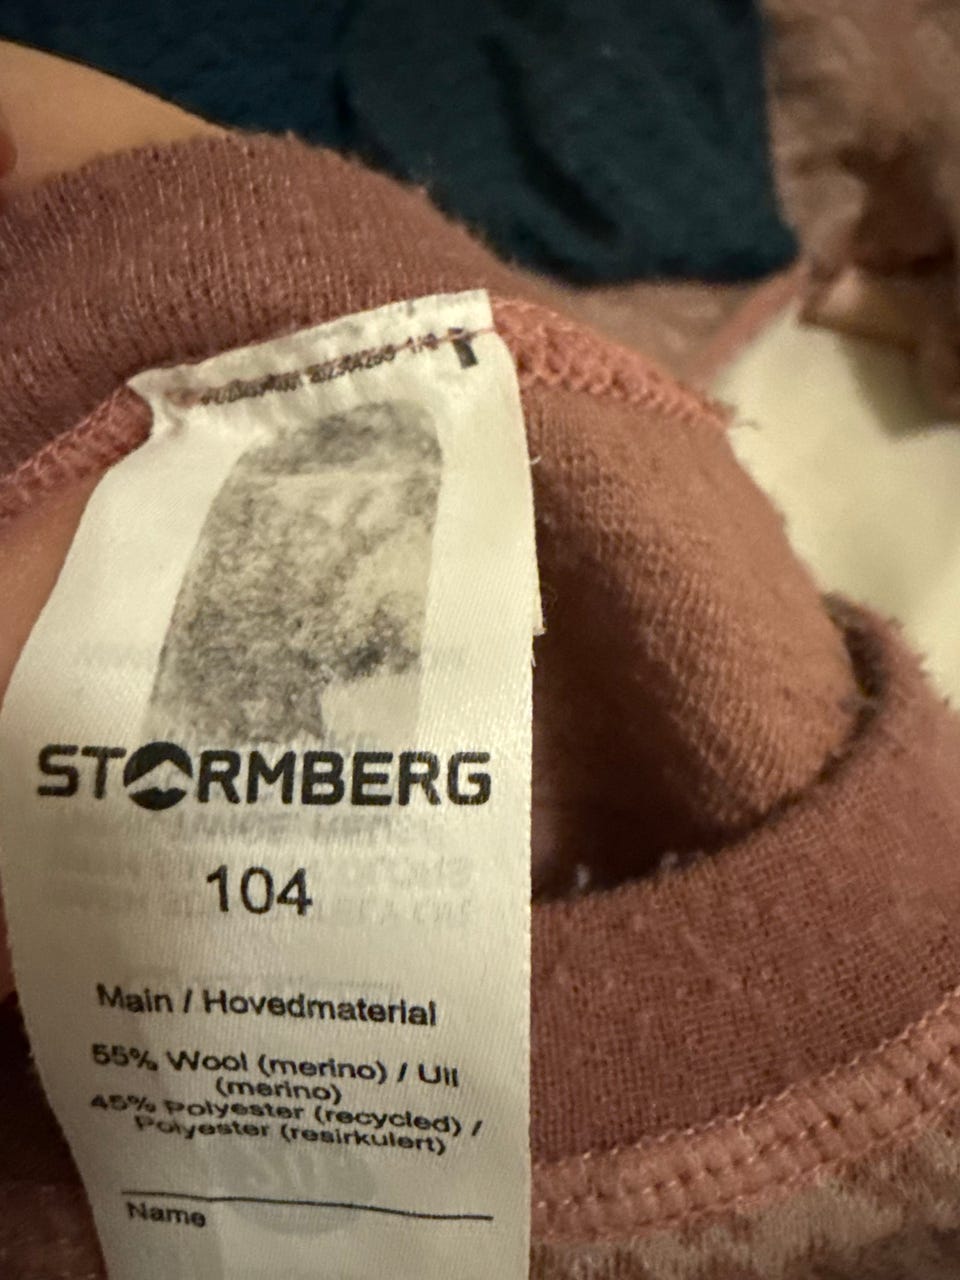 STORMBERG
104
Main / Hovedmaterial
55% Wool (merino) / Ull
(merino)
45% Polyester (recycled) /
Polyester (resirkulert)
Name